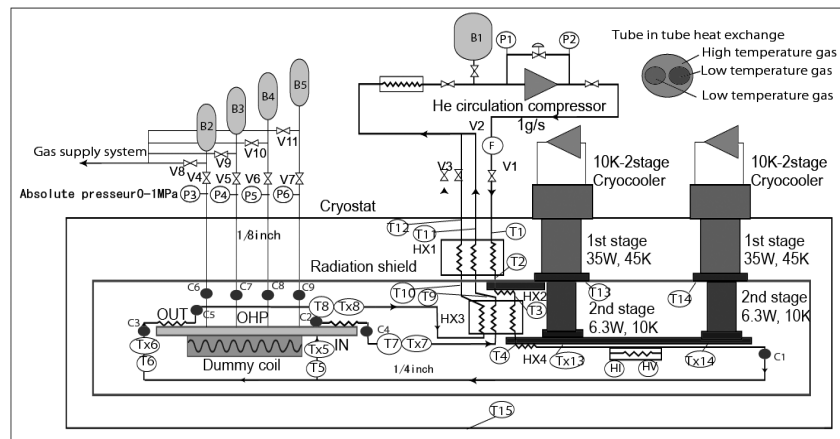 B1
P1
P2
Tube in tube heat exchange
High temperature gas
Low temperature gas
Low temperature gas
He circulation compressor
1g/s
B2
B3
B4
B5
Gas supply system
V8
V9
V10
V11
V4
V5
V6
V7
Absolute presseur0-1MPa
P3
P4
P5
P6
V2
V3
F
V1
10K-2stage
Cryocooler
10K-2stage
Cryocooler
Cryostat
1/8inch
T12
T11
T1
HX1
T2
1st stage
35W, 45K
1st stage
35W, 45K
Radiation shield
T10
T9
HX2
T3
T13
T14
C6
C7
C8
C9
2nd stage
6.3W, 10K
2nd stage
6.3W, 10K
OUT
C5
OHP
T8
Tx8
C2
C3
C4
HX3
Tx6
T6
Dummy coil
Tx5
T5
IN
T7
Tx7
T4
HX4
Tx13
HI
HV
Tx14
C1
1/4inch
T15